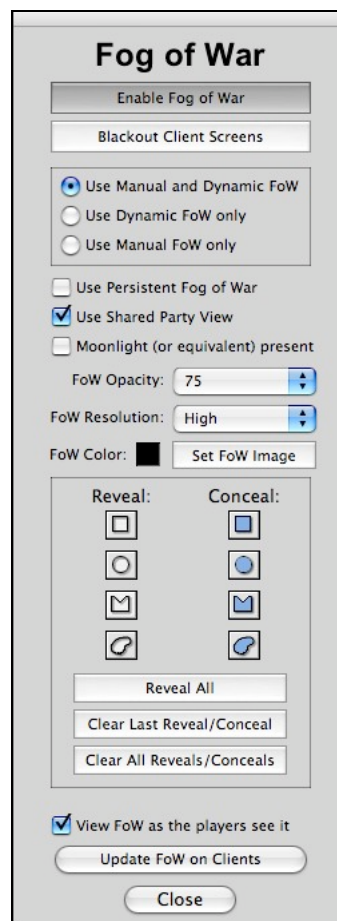 Fog of War
Enable Fog of War
Blackout Client Screens
Use Manual and Dynamic FoW
Use Dynamic FoW only
Use Manual FoW only
Use Persistent Fog of War
Use Shared Party View
Moonlight (or equivalent) present
FoW Opacity: 75
FoW Resolution: High
FoW Color: Set FoW Image
Reveal: Conceal:
Reveal All
Clear Last Reveal/Conceal
Clear All Reveals/Conceals
View FoW as the players see it
Update FoW on Clients
Close